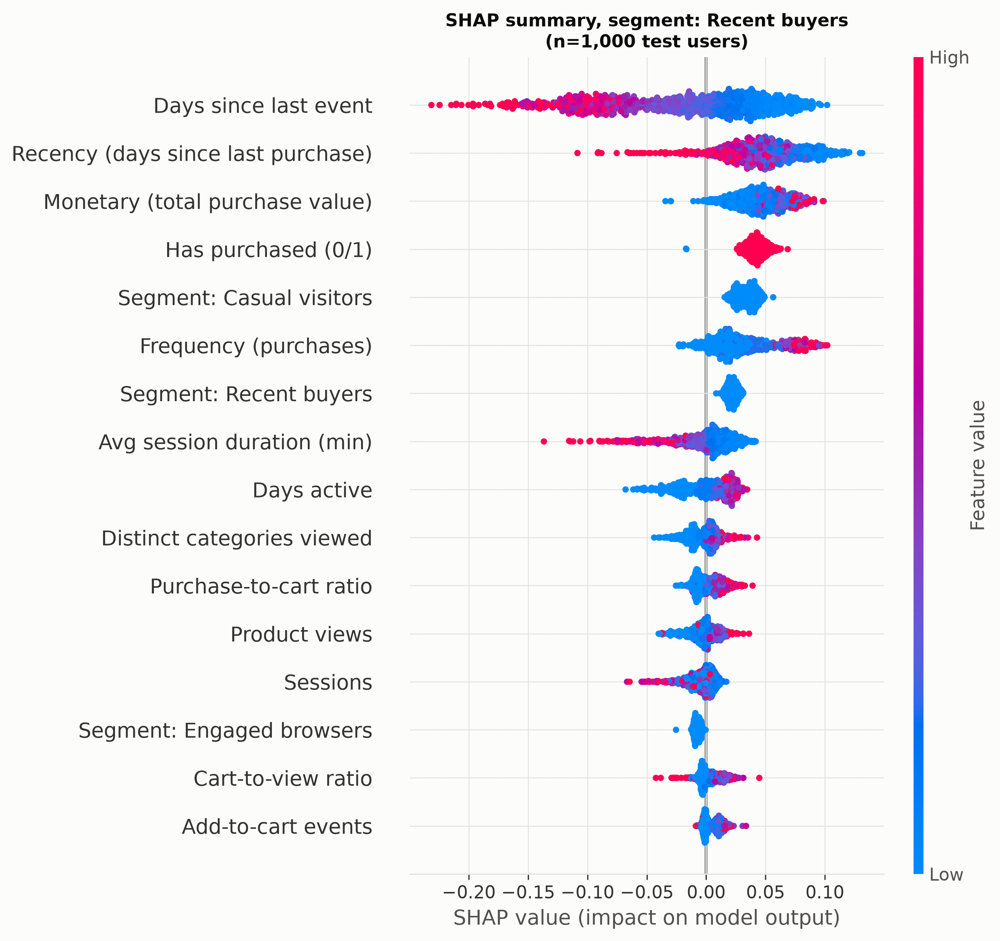 SHAP summary, segment: Recent buyers
(n=1,000 test users)
High
Days since last event
Recency (days since last purchase)
Monetary (total purchase value)
Has purchased (0/1)
Segment: Casual visitors
Frequency (purchases)
Segment: Recent buyers
Avg session duration (min)
Days active
Distinct categories viewed
Purchase-to-cart ratio
Product views
Sessions
Segment: Engaged browsers
Cart-to-view ratio
Add-to-cart events
Feature value
Low
−0.20 −0.15 −0.10 −0.05 0.00 0.05 0.10
SHAP value (impact on model output)